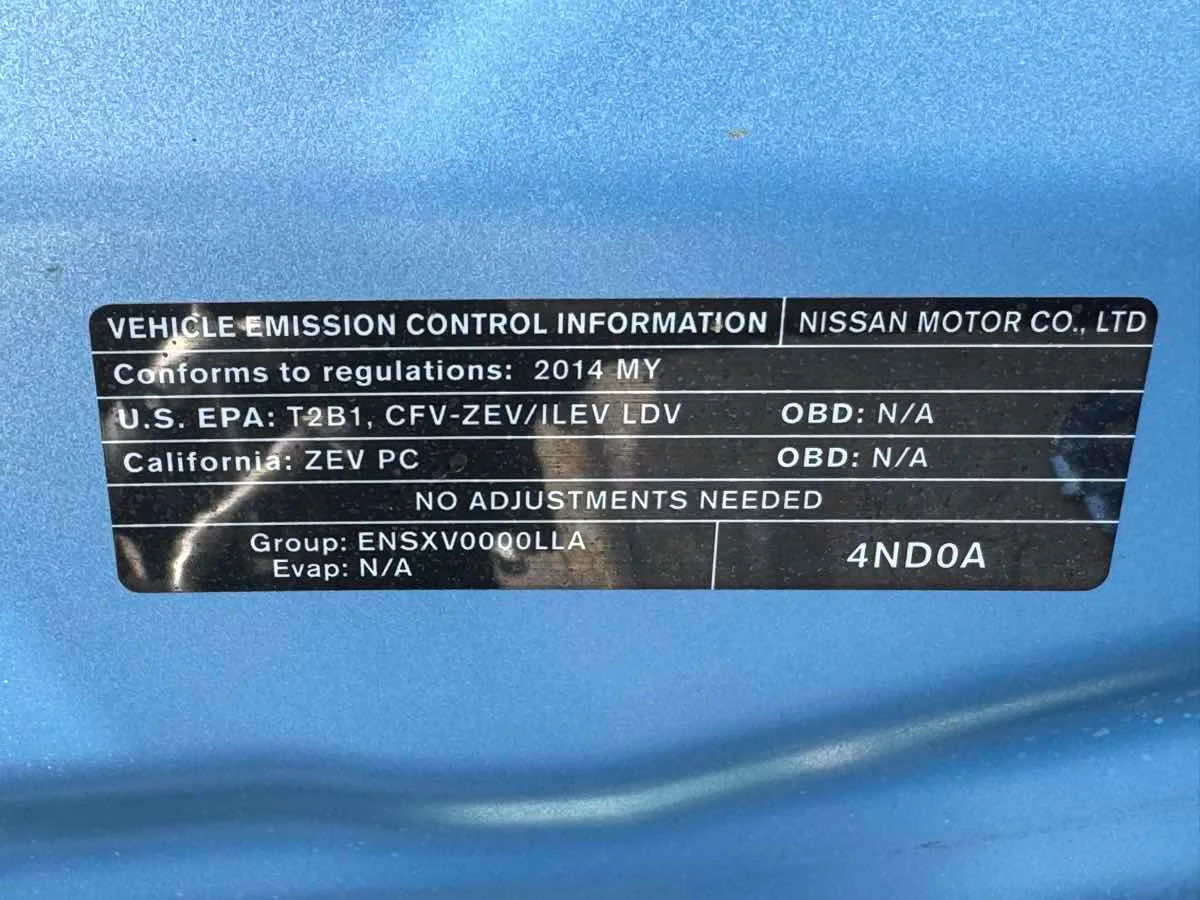 VEHICLE EMISSION CONTROL INFORMATION NISSAN MOTOR CO., LTD
Conforms to regulations: 2014 MY
U.S. EPA: T2B1, CFV-ZEV/ILEV LDV OBD: N/A
California: ZEV PC OBD: N/A
NO ADJUSTMENTS NEEDED
Group: ENSXV0000LLA
Evap: N/A
4ND0A